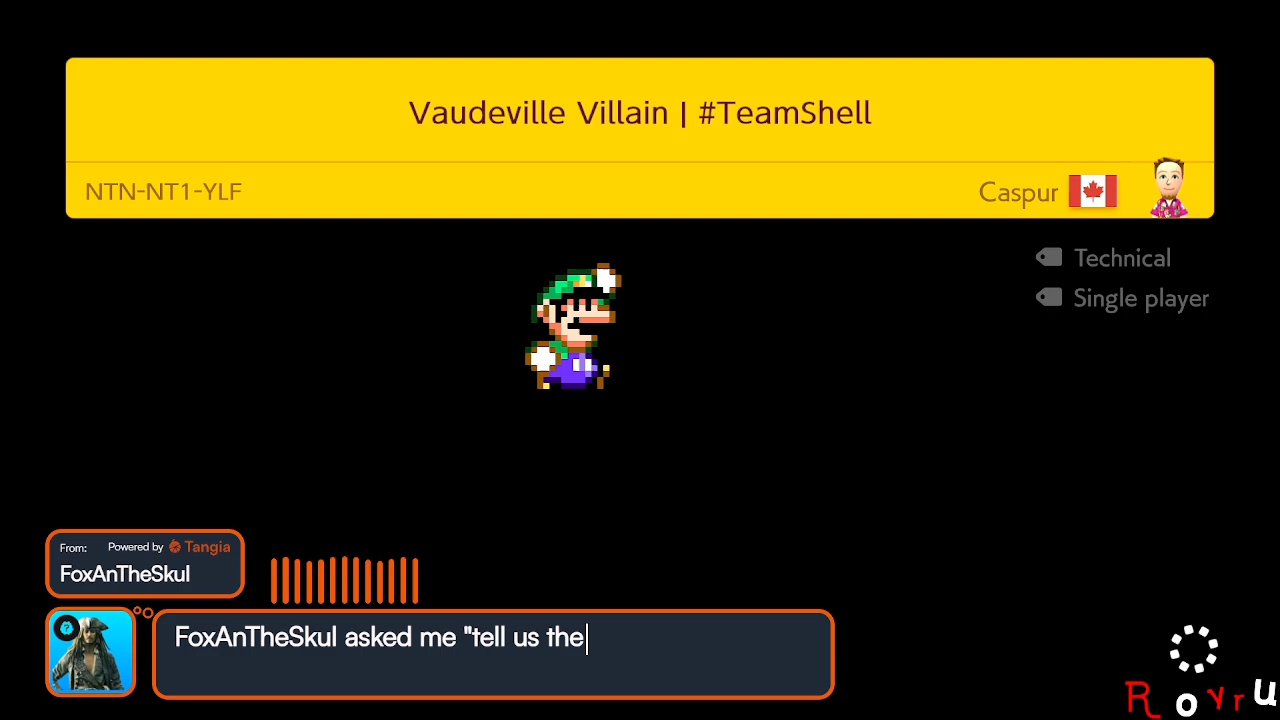 Vaudeville Villain | #TeamShell
NTN-NT1-YLF
Caspur
Technical
Single player
From: Powered by Tangia
FoxAnTheSkul
FoxAnTheSkul asked me "tell us the
Royru